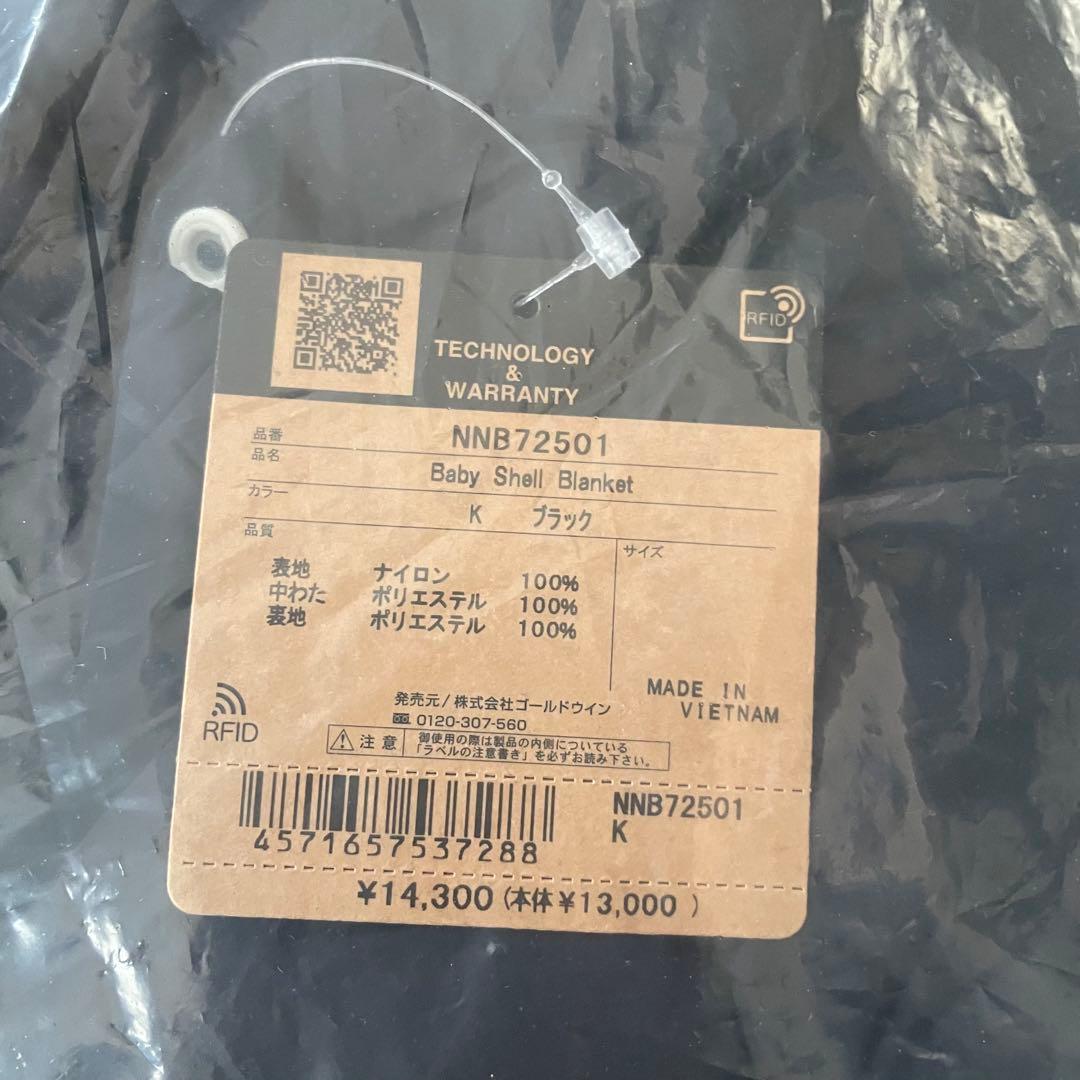 RFID
TECHNOLOGY
&
WARRANTY
品番 NNB72501
品名 Baby Shell Blanket
カラー K ブラック
品質
サイズ
表地 ナイロン 100%
中わた ポリエステル 100%
裏地 ポリエステル 100%
MADE IN
VIETNAM
発売元/株式会社ゴールドウイン
0120-307-560
RFID
注意
御使用の際は製品の内側についている
「ラベルの注意書き」を必ずお読み下さい。
NNB72501
K
4571657537288
¥14,300(本体¥13,000 )